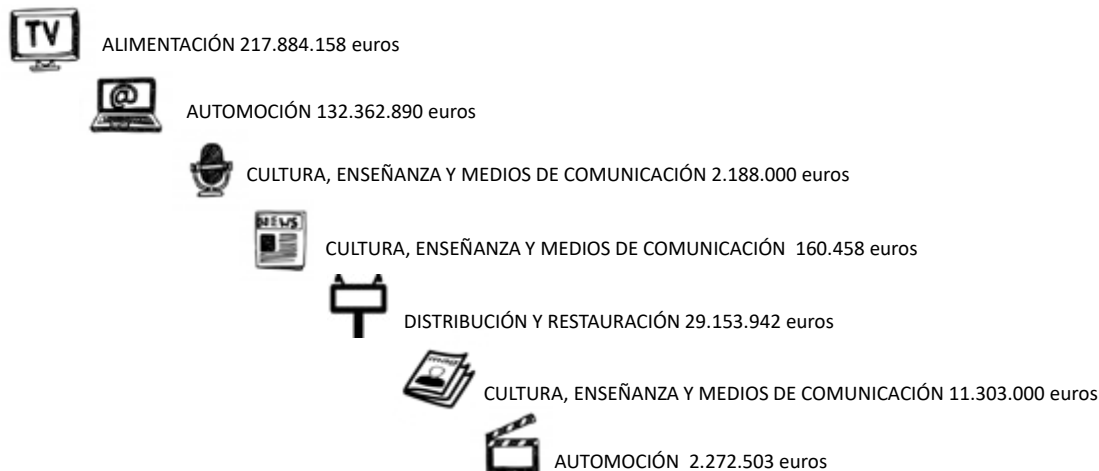 TV
ALIMENTACIÓN 217.884.158 euros
@
AUTOMOCIÓN 132.362.890 euros
CULTURA, ENSEÑANZA Y MEDIOS DE COMUNICACIÓN 2.188.000 euros
NEWS
CULTURA, ENSEÑANZA Y MEDIOS DE COMUNICACIÓN 160.458 euros
DISTRIBUCIÓN Y RESTAURACIÓN 29.153.942 euros
CULTURA, ENSEÑANZA Y MEDIOS DE COMUNICACIÓN 11.303.000 euros
AUTOMOCIÓN 2.272.503 euros